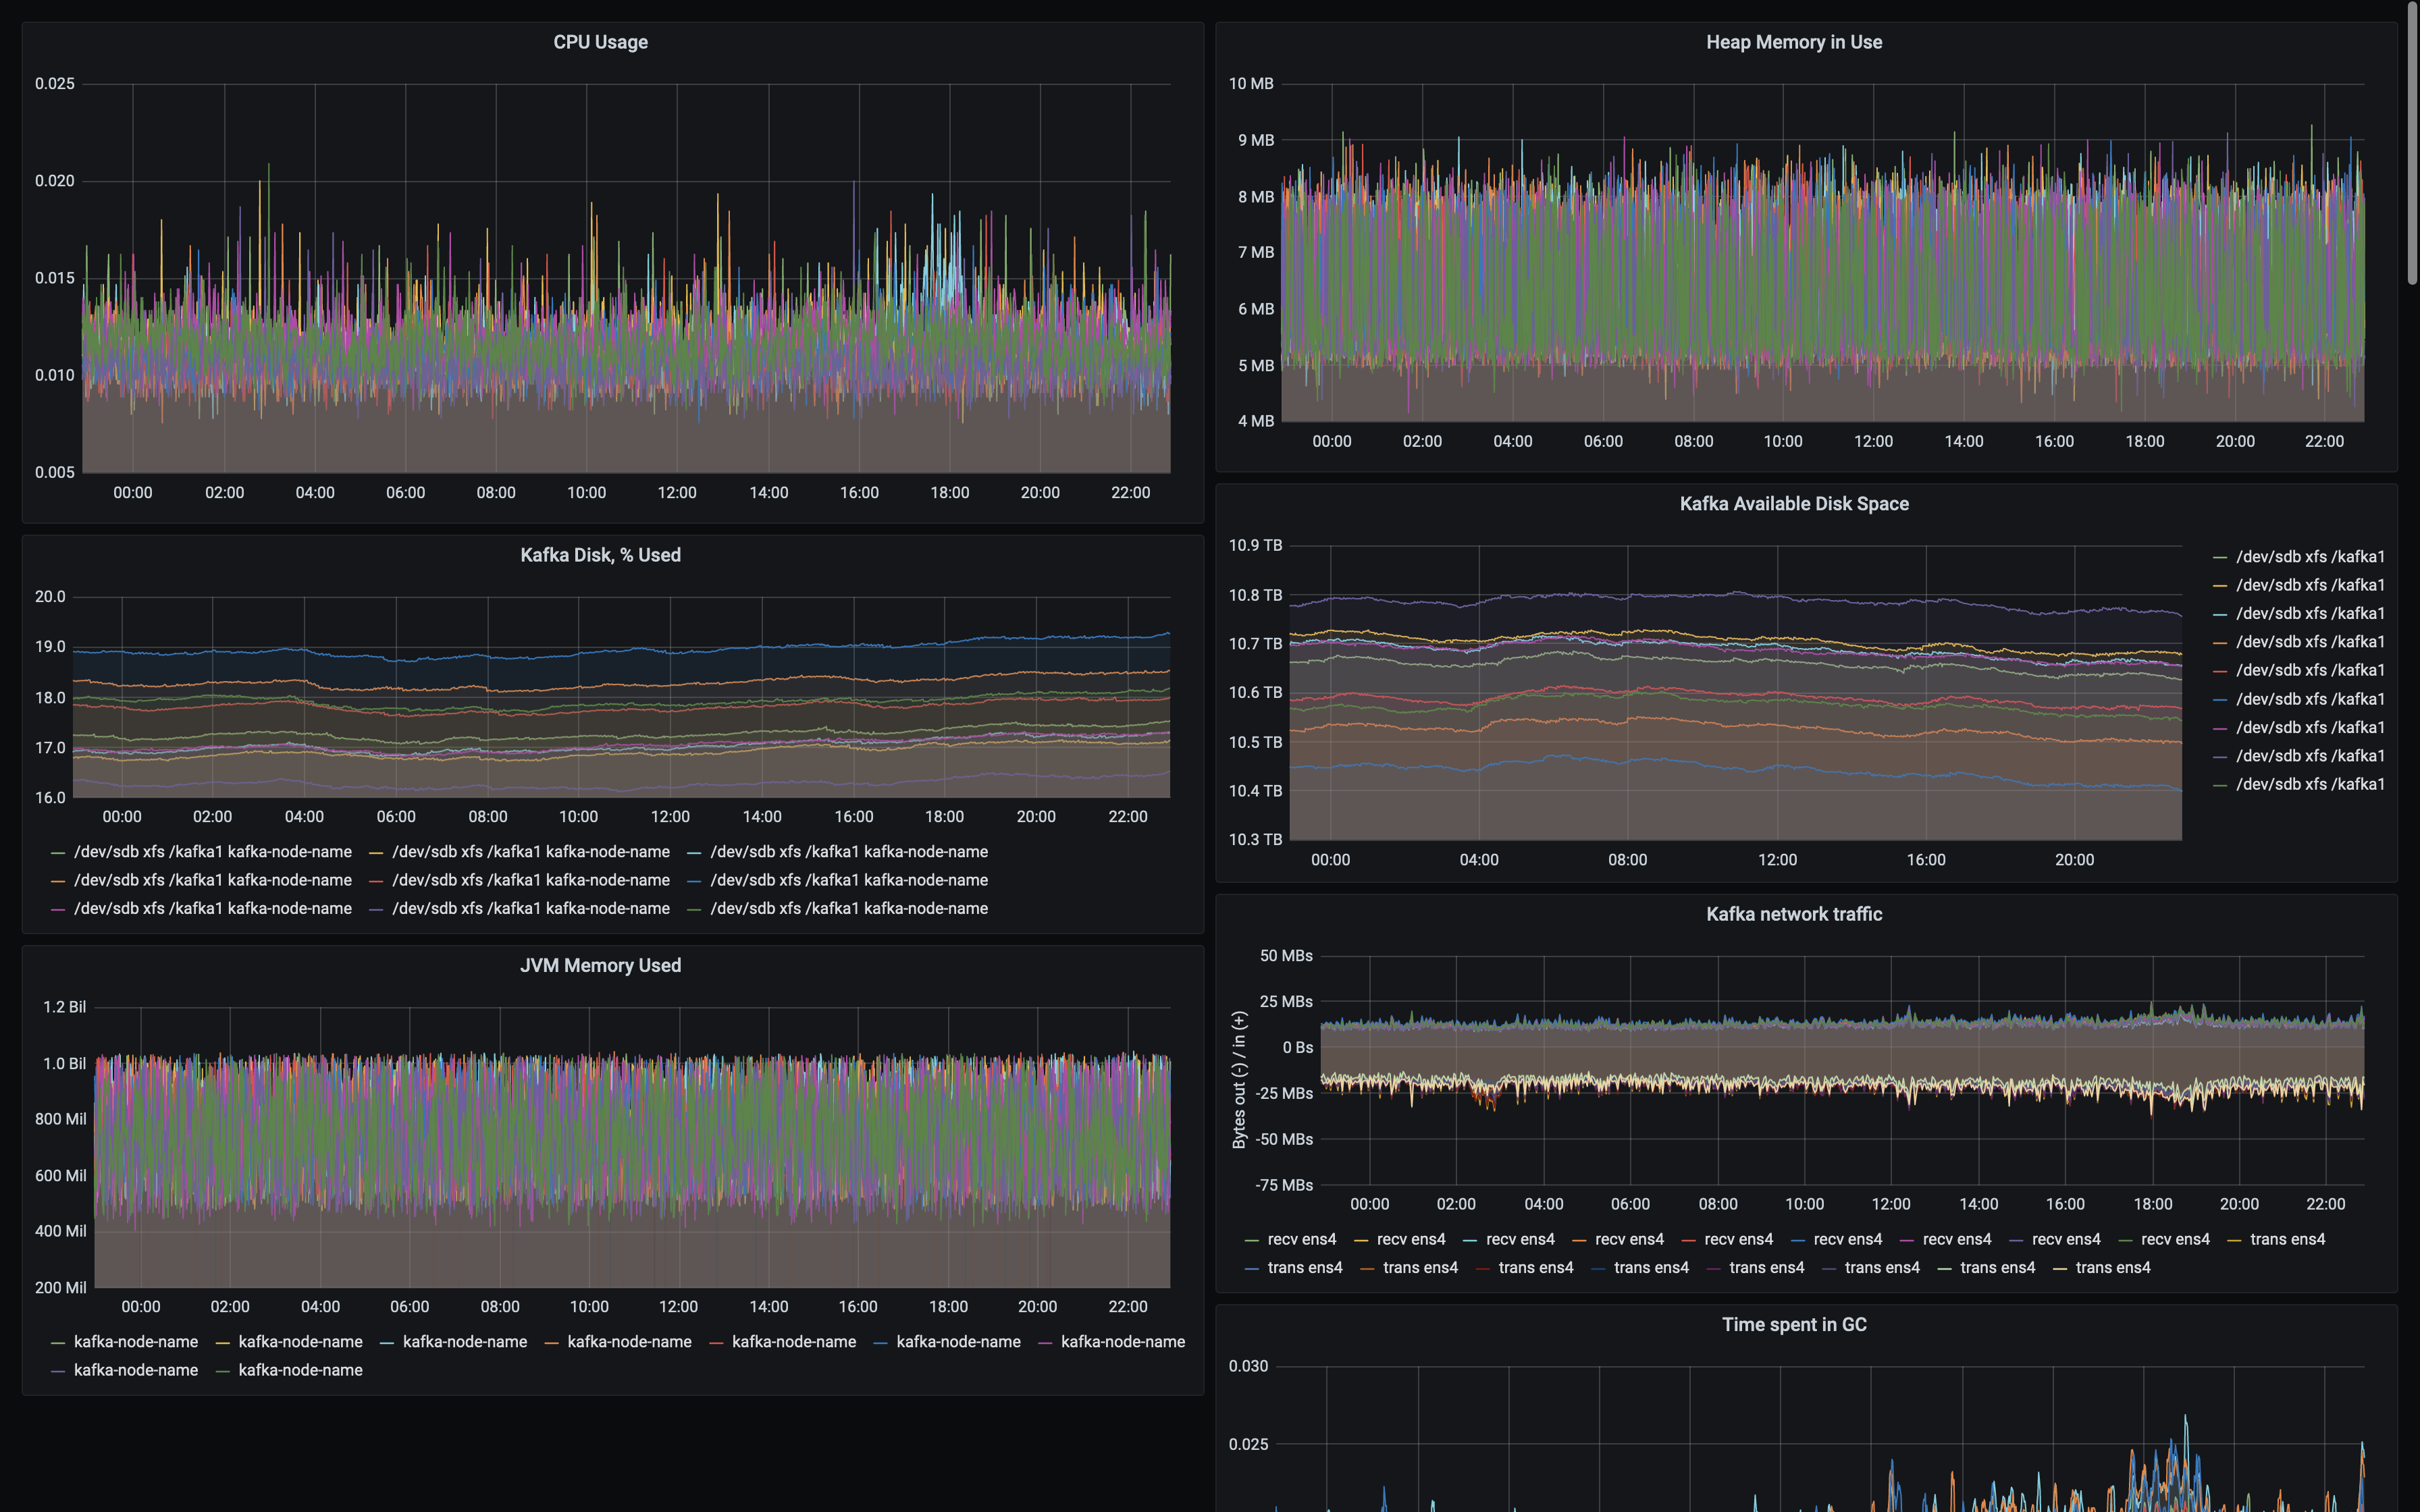 CPU Usage
0.025
0.020
0.015
0.010
0.005
00:00 02:00 04:00 06:00 08:00 10:00 12:00 14:00 16:00 18:00 20:00 22:00
Heap Memory in Use
10 MB
9 MB
8 MB
7 MB
6 MB
5 MB
4 MB
00:00 02:00 04:00 06:00 08:00 10:00 12:00 14:00 16:00 18:00 20:00 22:00
Kafka Disk, % Used
20.0
19.0
18.0
17.0
16.0
00:00 02:00 04:00 06:00 08:00 10:00 12:00 14:00 16:00 18:00 20:00 22:00
/dev/sdb xfs /kafka1 kafka-node-name /dev/sdb xfs /kafka1 kafka-node-name /dev/sdb xfs /kafka1 kafka-node-name
/dev/sdb xfs /kafka1 kafka-node-name /dev/sdb xfs /kafka1 kafka-node-name /dev/sdb xfs /kafka1 kafka-node-name
/dev/sdb xfs /kafka1 kafka-node-name /dev/sdb xfs /kafka1 kafka-node-name /dev/sdb xfs /kafka1 kafka-node-name
Kafka Available Disk Space
10.9 TB
10.8 TB
10.7 TB
10.6 TB
10.5 TB
10.4 TB
10.3 TB
00:00 04:00 08:00 12:00 16:00 20:00
/dev/sdb xfs /kafka1
/dev/sdb xfs /kafka1
/dev/sdb xfs /kafka1
/dev/sdb xfs /kafka1
/dev/sdb xfs /kafka1
/dev/sdb xfs /kafka1
/dev/sdb xfs /kafka1
/dev/sdb xfs /kafka1
/dev/sdb xfs /kafka1
JVM Memory Used
1.2 Bil
1.0 Bil
800 Mil
600 Mil
400 Mil
200 Mil
00:00 02:00 04:00 06:00 08:00 10:00 12:00 14:00 16:00 18:00 20:00 22:00
kafka-node-name kafka-node-name kafka-node-name kafka-node-name kafka-node-name kafka-node-name kafka-node-name
kafka-node-name kafka-node-name
Kafka network traffic
Bytes out (-) / in (+)
50 MBs
25 MBs
0 Bs
-25 MBs
-50 MBs
-75 MBs
00:00 02:00 04:00 06:00 08:00 10:00 12:00 14:00 16:00 18:00 20:00 22:00
recv ens4 recv ens4 recv ens4 recv ens4 recv ens4 recv ens4 recv ens4 recv ens4 recv ens4 trans ens4
trans ens4 trans ens4 trans ens4 trans ens4 trans ens4 trans ens4 trans ens4 trans ens4
Time spent in GC
0.030
0.025